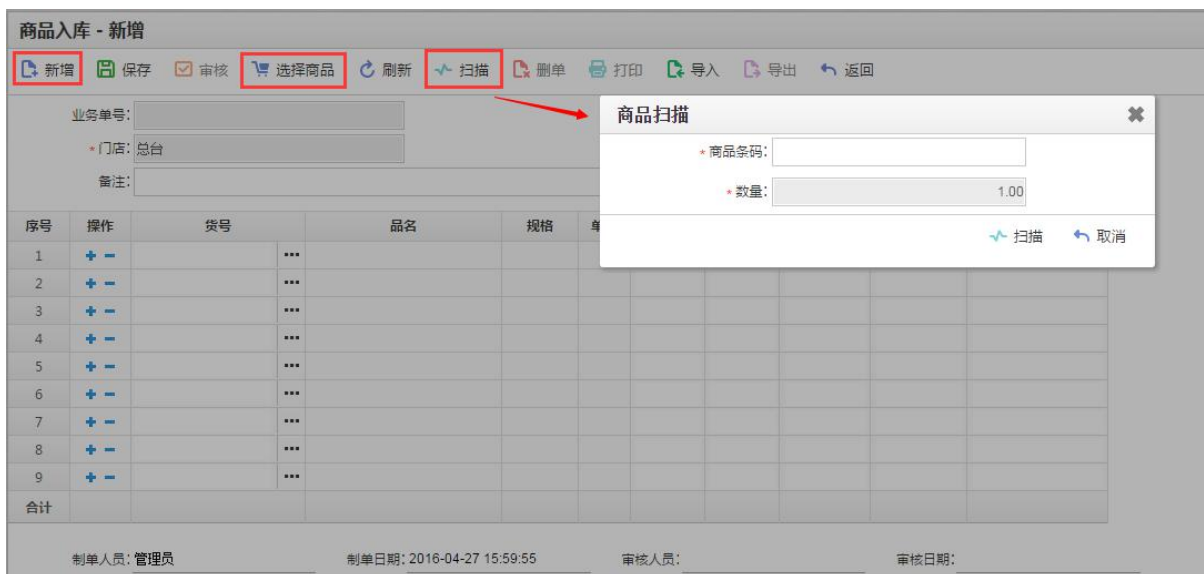 商品入库 - 新增
新增 保存 审核 选择商品 刷新 扫描 删单 打印 导入 导出 返回
业务单号:
* 门店: 总台
备注:
商品扫描
* 商品条码:
* 数量: 1.00
扫描 取消
序号 操作 货号 品名 规格
1
2
3
4
5
6
7
8
9
合计
制单人员: 管理员 制单日期: 2016-04-27 15:59:55 审核人员: 审核日期: